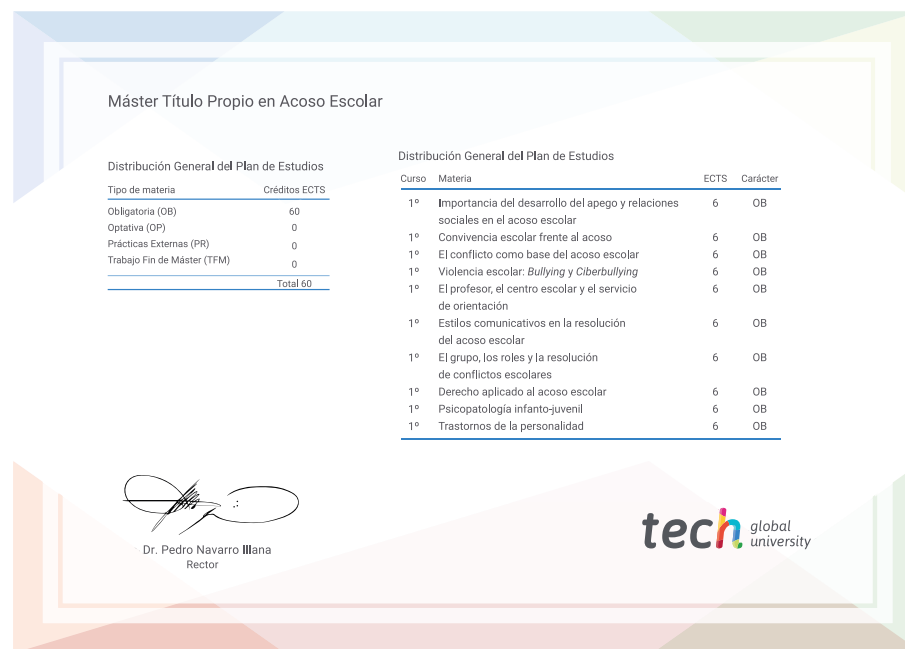 Máster Título Propio en Acoso Escolar
Distribución General del Plan de Estudios
Tipo de materia Créditos ECTS
Obligatoria (OB) 60
Optativa (OP) 0
Prácticas Externas (PR) 0
Trabajo Fin de Máster (TFM) 0
Total 60
Distribución General del Plan de Estudios
Curso Materia ECTS Carácter
1º Importancia del desarrollo del apego y relaciones 6 OB
sociales en el acoso escolar
1º Convivencia escolar frente al acoso 6 OB
1º El conflicto como base del acoso escolar 6 OB
1º Violencia escolar: Bullying y Ciberbullying 6 OB
1º El profesor, el centro escolar y el servicio 6 OB
de orientación
1º Estilos comunicativos en la resolución 6 OB
del acoso escolar
1º El grupo, los roles y la resolución 6 OB
de conflictos escolares
1º Derecho aplicado al acoso escolar 6 OB
1º Psicopatología infanto-juvenil 6 OB
1º Trastornos de la personalidad 6 OB
Dr. Pedro Navarro Illana
Rector
tech global
university